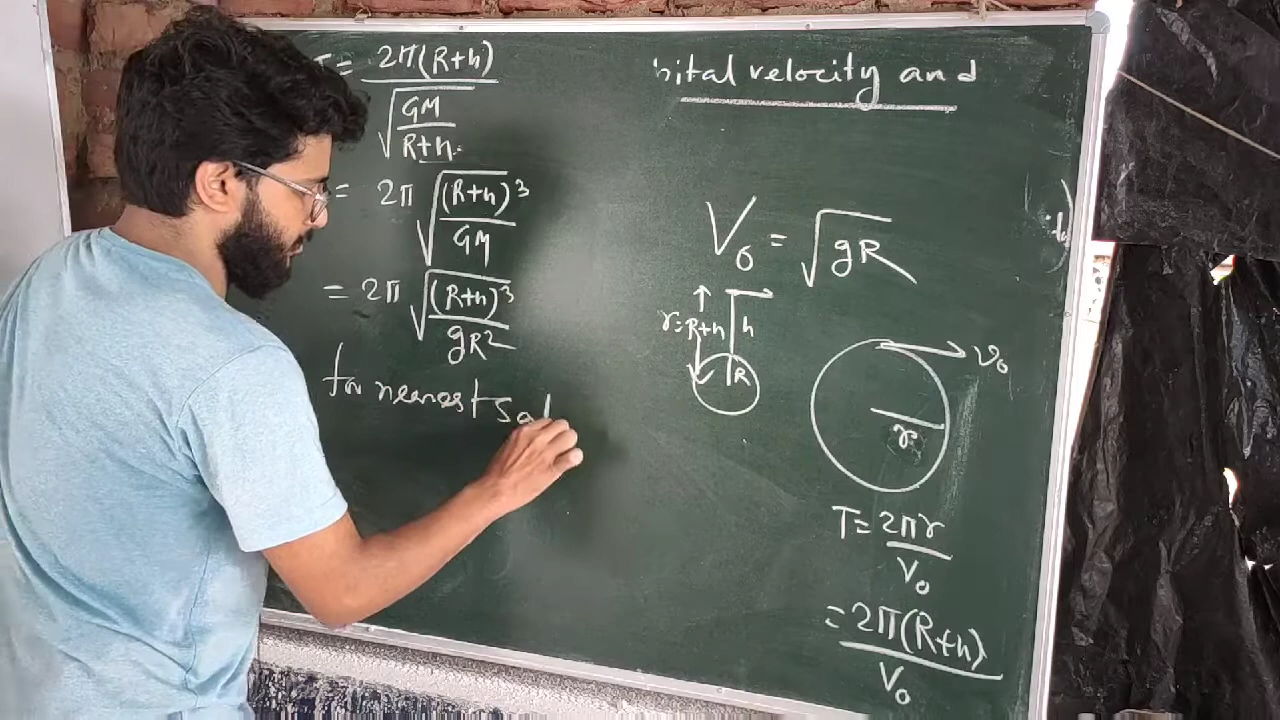 T = 2π(R+h) / √(GM / R+h)
= 2π √((R+h)³ / GM)
= 2π √((R+h)³ / gR²)
for nearest sat
bital velocity and
V₀ = √gR
r=R+h h
R
v₀
r
T = 2πr / V₀
= 2π(R+h) / V₀